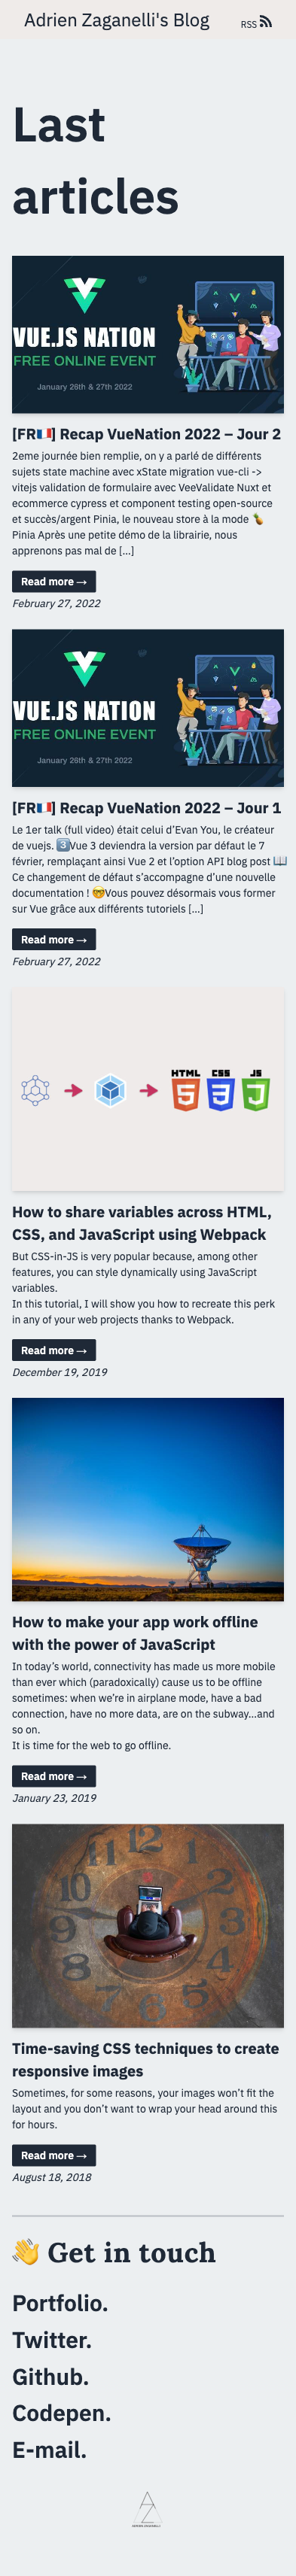 Adrien Zaganelli's Blog
RSS
Last
articles
VUE.JS NATION
FREE ONLINE EVENT
January 26th & 27th 2022
[FR🇫🇷] Recap VueNation 2022 – Jour 2
2eme journée bien remplie, on y a parlé de différents
sujets state machine avec xState migration vue-cli ->
vitejs validation de formulaire avec VeeValidate Nuxt et
ecommerce cypress et component testing open-source
et succès/argent Pinia, le nouveau store à la mode 🍍
Pinia Après une petite démo de la librairie, nous
apprenons pas mal de [...]
Read more →
February 27, 2022
VUE.JS NATION
FREE ONLINE EVENT
January 26th & 27th 2022
[FR🇫🇷] Recap VueNation 2022 – Jour 1
Le 1er talk (full video) était celui d’Evan You, le créateur
de vuejs. 3️⃣Vue 3 deviendra la version par défaut le 7
février, remplaçant ainsi Vue 2 et l’option API blog post 📖
Ce changement de défaut s’accompagne d’une nouvelle
documentation ! 🤓Vous pouvez désormais vous former
sur Vue grâce aux différents tutoriels [...]
Read more →
February 27, 2022
HTML CSS JS
5 3 J
How to share variables across HTML,
CSS, and JavaScript using Webpack
But CSS-in-JS is very popular because, among other
features, you can style dynamically using JavaScript
variables.
In this tutorial, I will show you how to recreate this perk
in any of your web projects thanks to Webpack.
Read more →
December 19, 2019
How to make your app work offline
with the power of JavaScript
In today’s world, connectivity has made us more mobile
than ever which (paradoxically) cause us to be offline
sometimes: when we’re in airplane mode, have a bad
connection, have no more data, are on the subway...and
so on.
It is time for the web to go offline.
Read more →
January 23, 2019
11 12 1
10 2
9 3
8 4
7 6 5
Time-saving CSS techniques to create
responsive images
Sometimes, for some reasons, your images won’t fit the
layout and you don’t want to wrap your head around this
for hours.
Read more →
August 18, 2018
👋 Get in touch
Portfolio.
Twitter.
Github.
Codepen.
E-mail.
ADRIEN ZAGANELLI